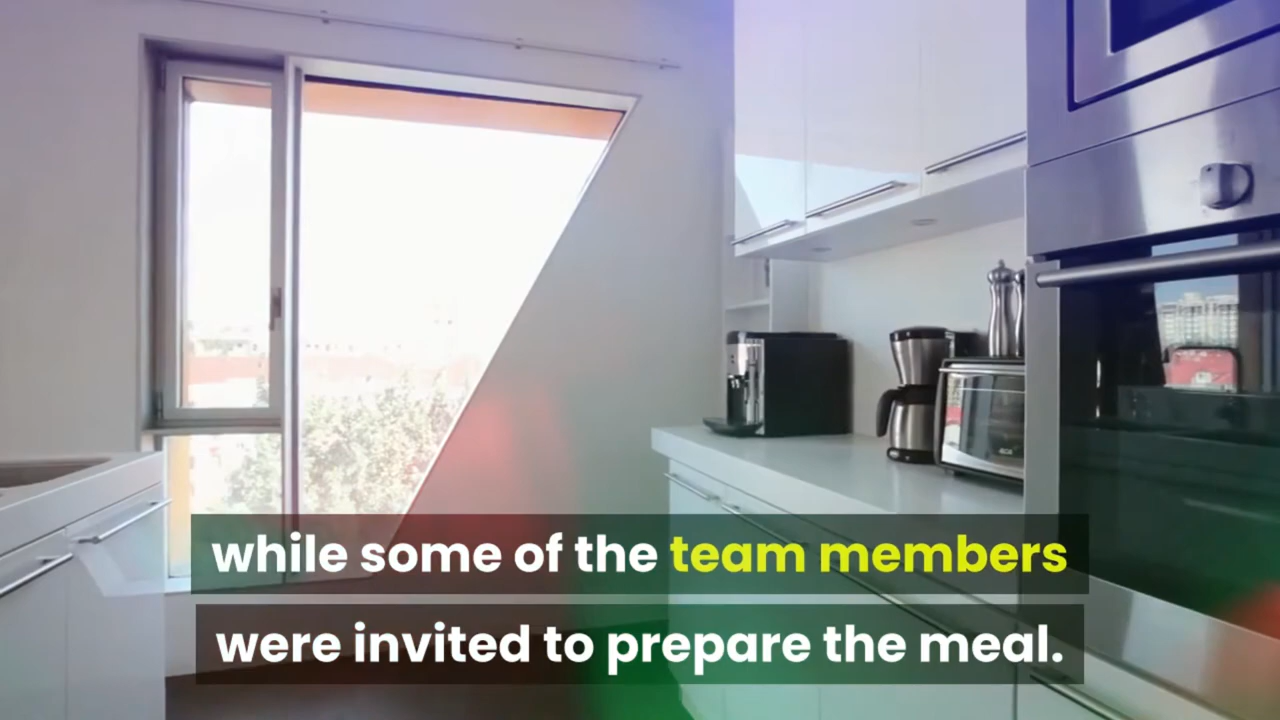 while some of the team members
were invited to prepare the meal.